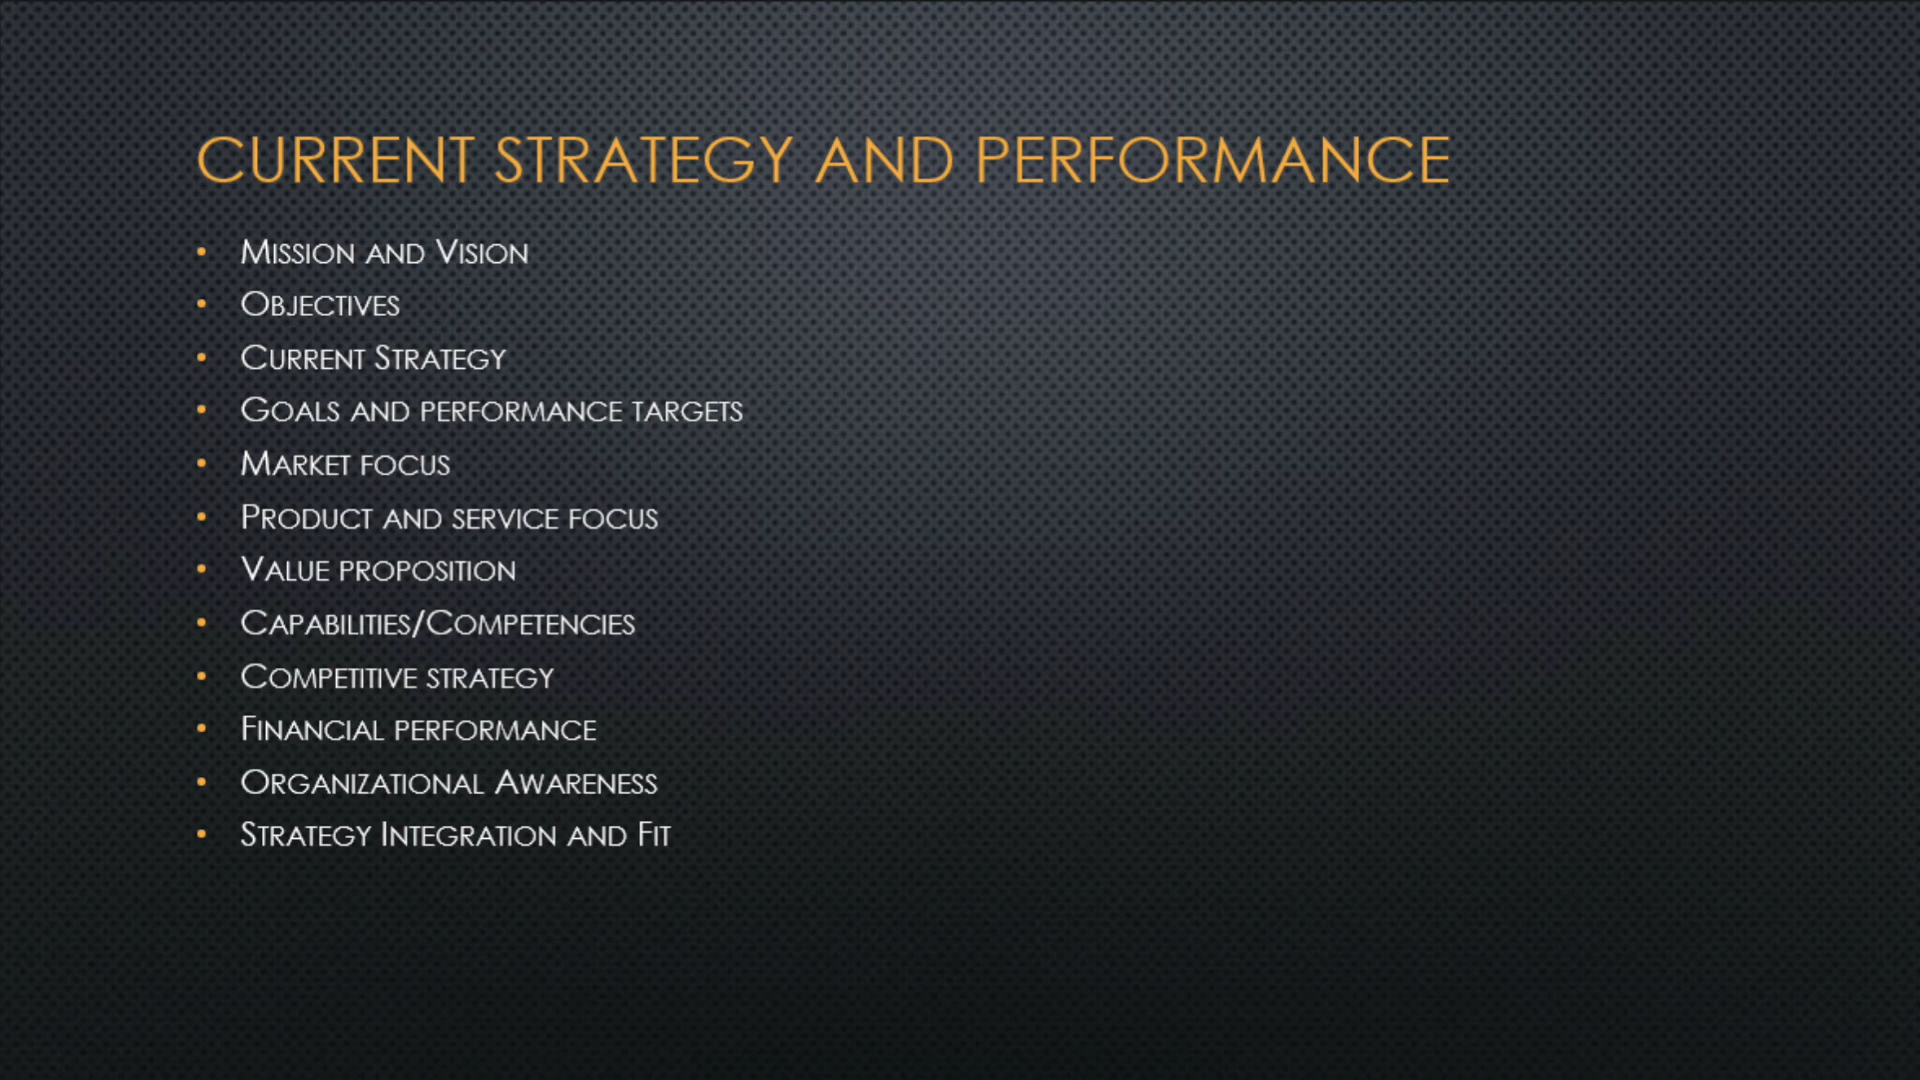 CURRENT STRATEGY AND PERFORMANCE
• Mission and Vision
• Objectives
• Current Strategy
• Goals and performance targets
• Market focus
• Product and service focus
• Value proposition
• Capabilities/Competencies
• Competitive strategy
• Financial performance
• Organizational Awareness
• Strategy Integration and Fit